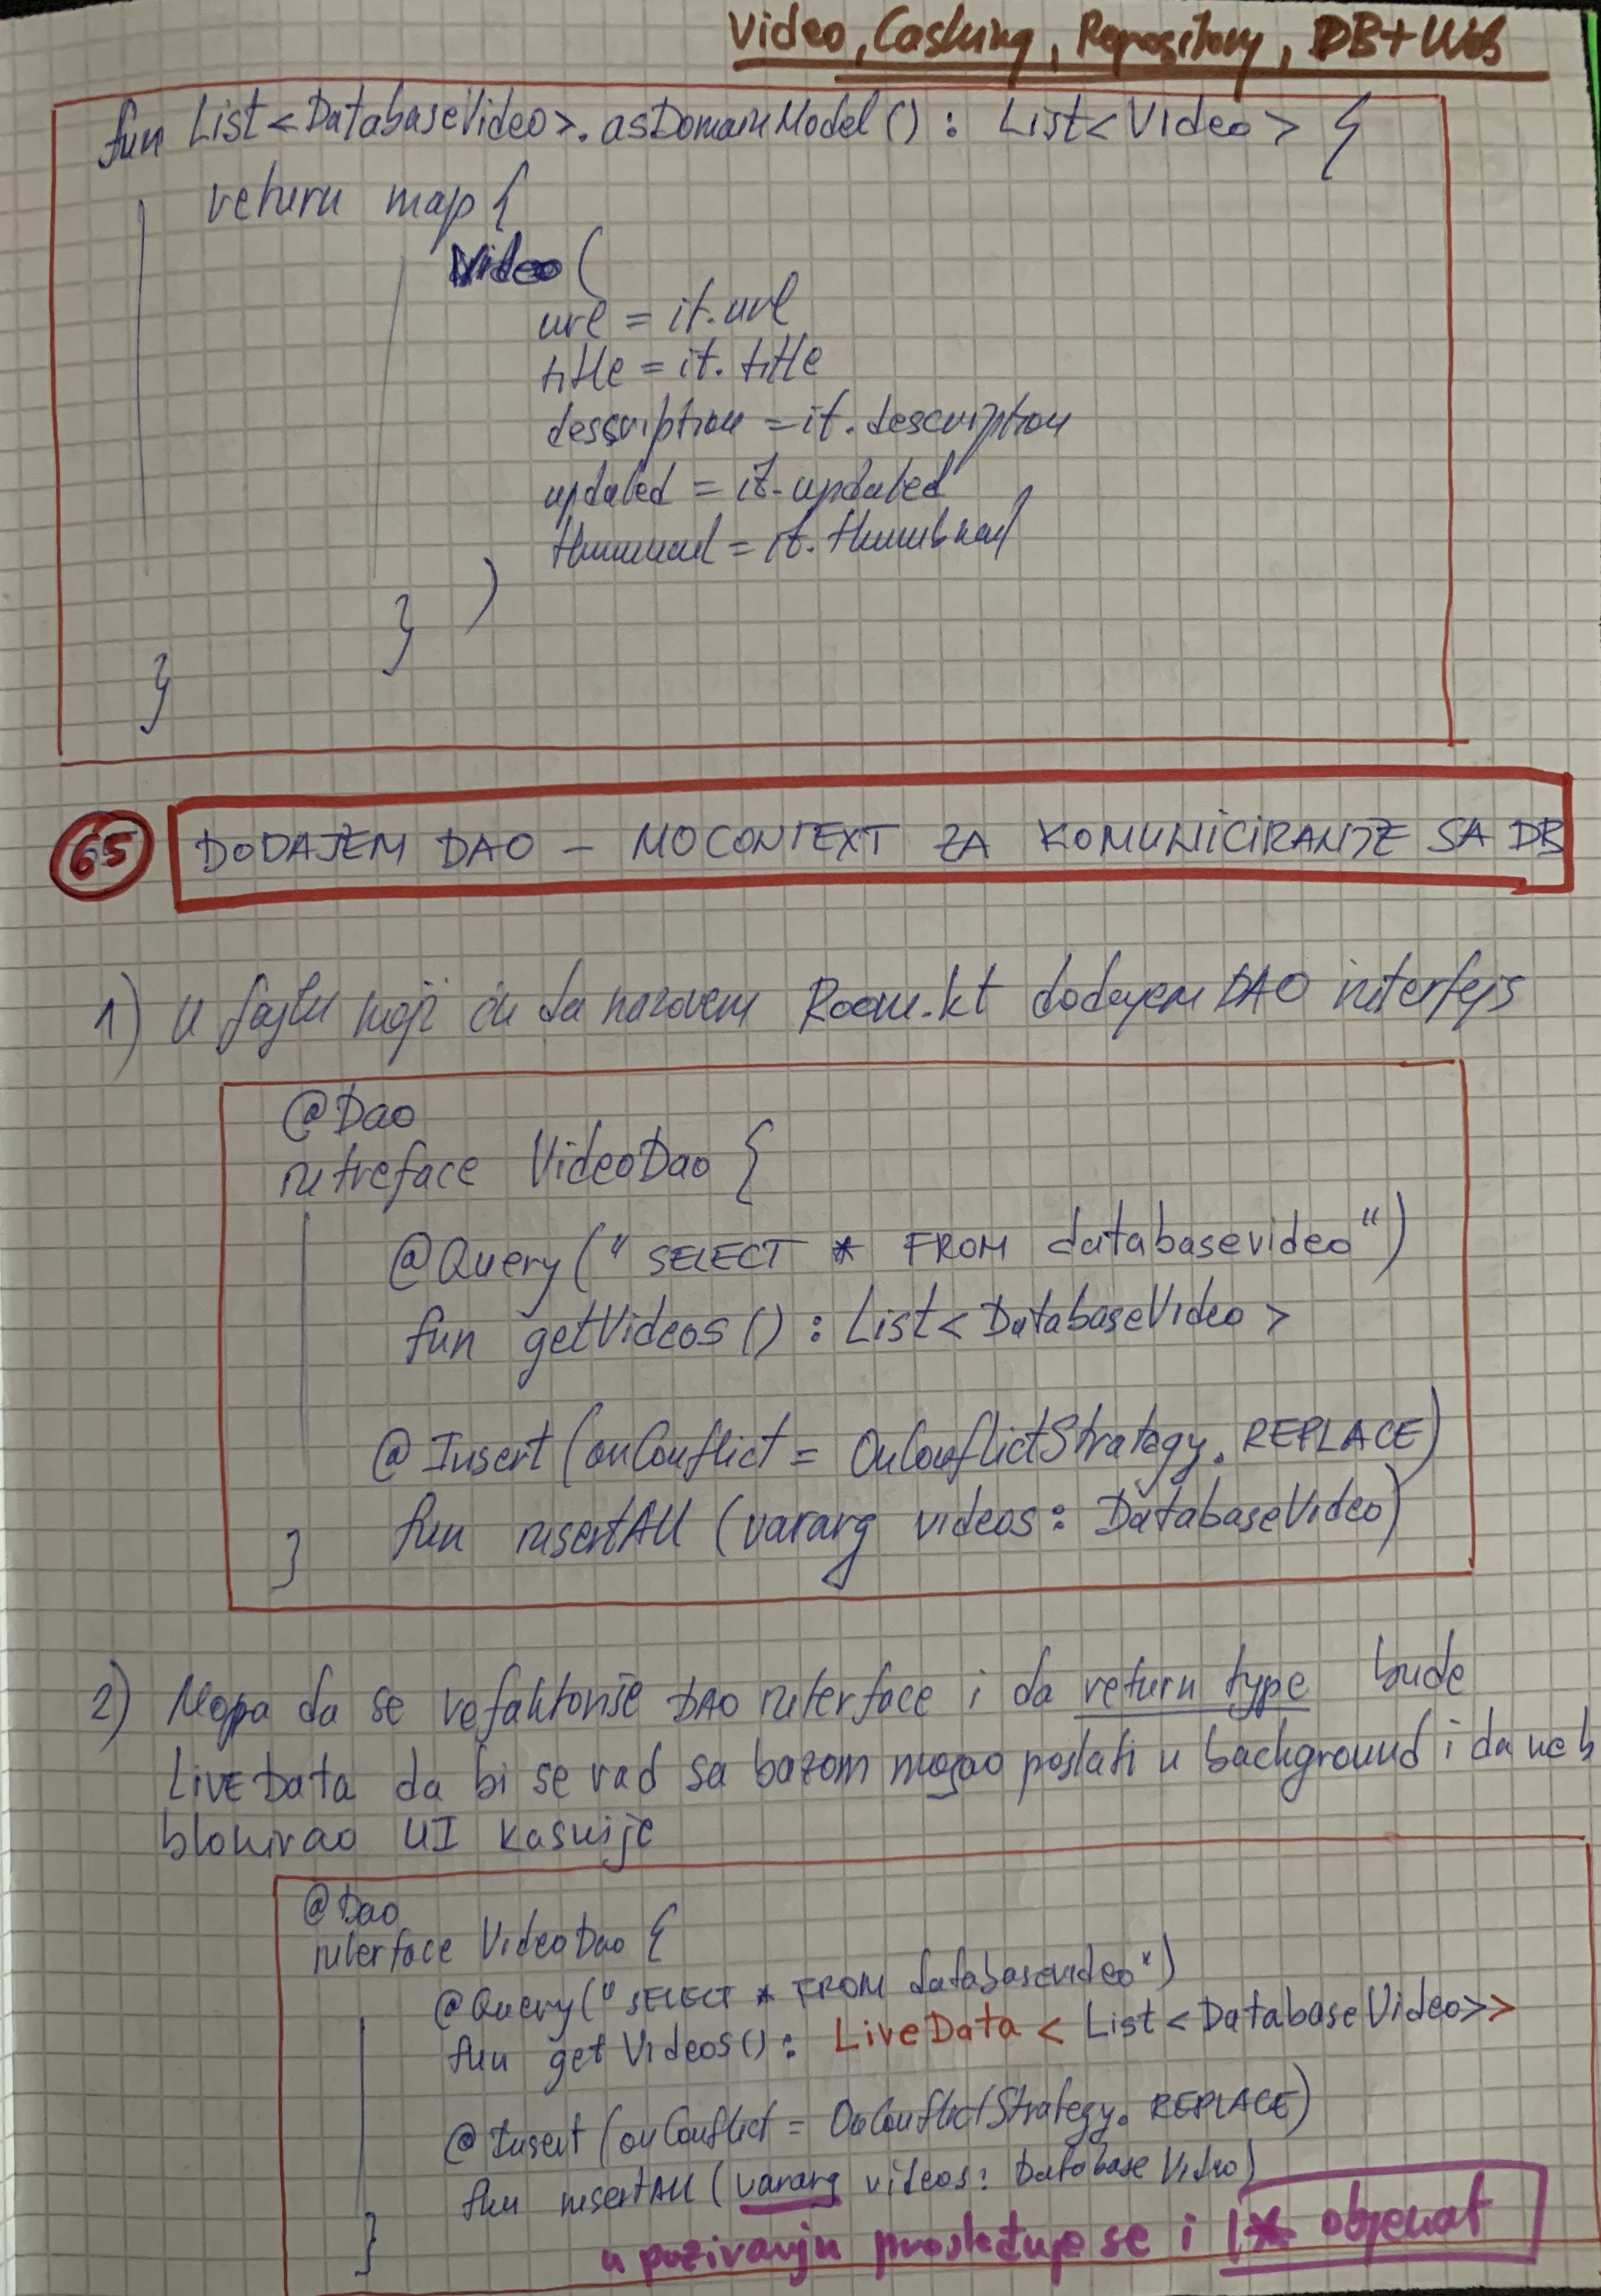 Video, Cashing, Repository, DB+Web
fun List<DatabaseVideo>.asDomainModel() : List<Video> {
return map {
Video (
url = it.url
title = it.title
description = it.description
updated = it.updated
thumnail = it.thumbnail
)
}
}
65 DODAJEM DAO – MOCONTEXT ZA KOMUNICIRANJE SA DB
1) U fajlu koji ću da nazovem Room.kt dodajem DAO interfejs
@Dao
intreface VideoDao {
@Query(" SELECT * FROM databasevideo")
fun getVideos() : List<DatabaseVideo>
@Insert (onConflict = OnConflictStrategy. REPLACE)
fun insertAll (vararg videos: DatabaseVideo)
}
2) Mora da se refaktoriše DAO interface i da return type bude
LiveData da bi se rad sa bazom mogao poslati u background i da ne b
blokirao UI kasnije
@Dao
interface VideoDao {
@Query(" SELECT * FROM databasevideo")
fun getVideos() : LiveData < List<DatabaseVideo>>
@Insert (onConflict = OnConflictStrategy. REPLACE)
fun insertAll (vararg videos: DatabaseVideo)
}
u pozivanju prosleđuje se i * objekat